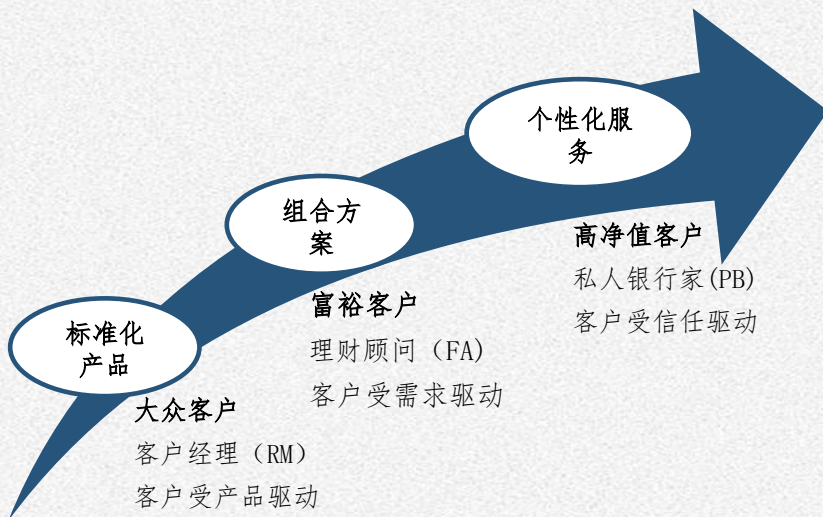 标准化
产品
大众客户
客户经理（RM）
客户受产品驱动
组合方
案
富裕客户
理财顾问（FA)
客户受需求驱动
个性化服
务
高净值客户
私人银行家(PB)
客户受信任驱动